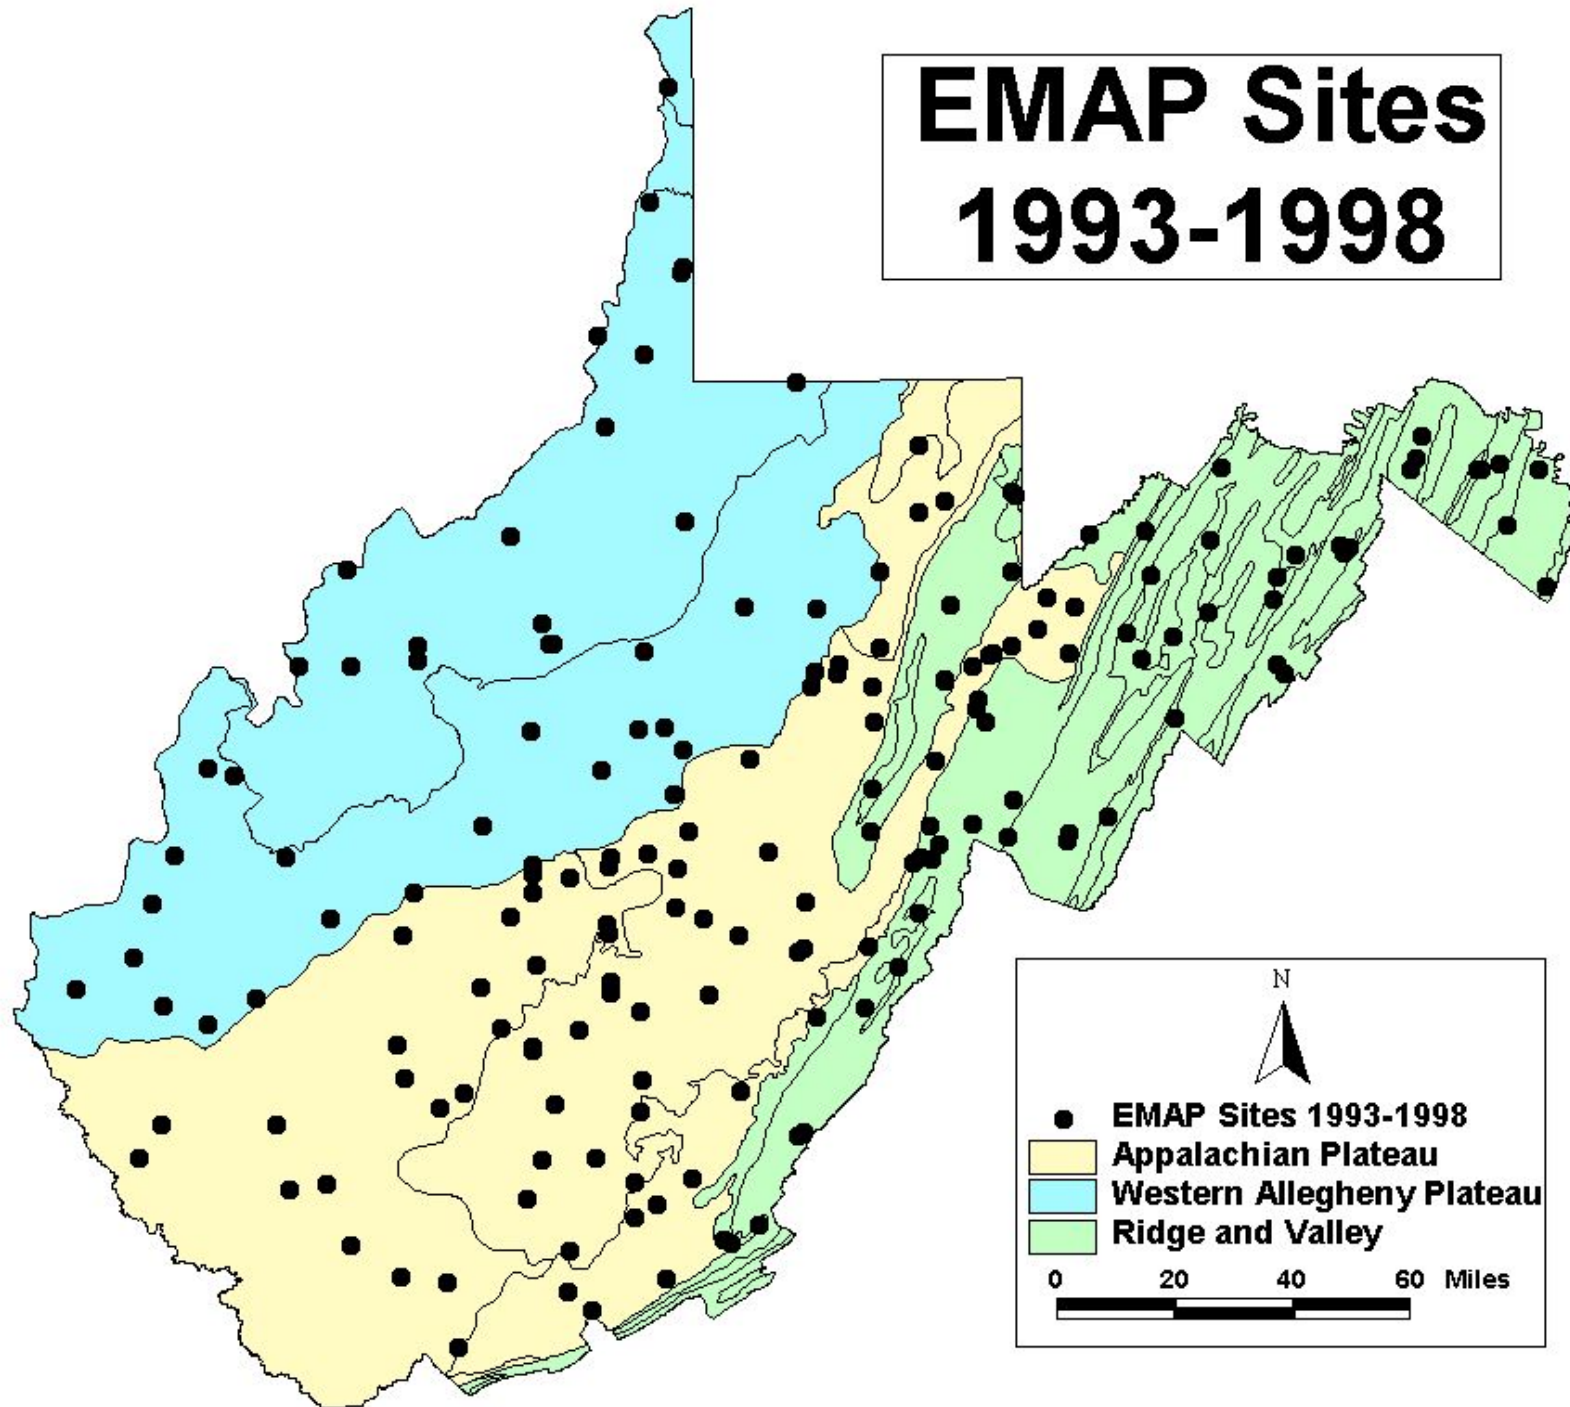 EMAP Sites
1993-1998
N
EMAP Sites 1993-1998
Appalachian Plateau
Western Allegheny Plateau
Ridge and Valley
0 20 40 60 Miles